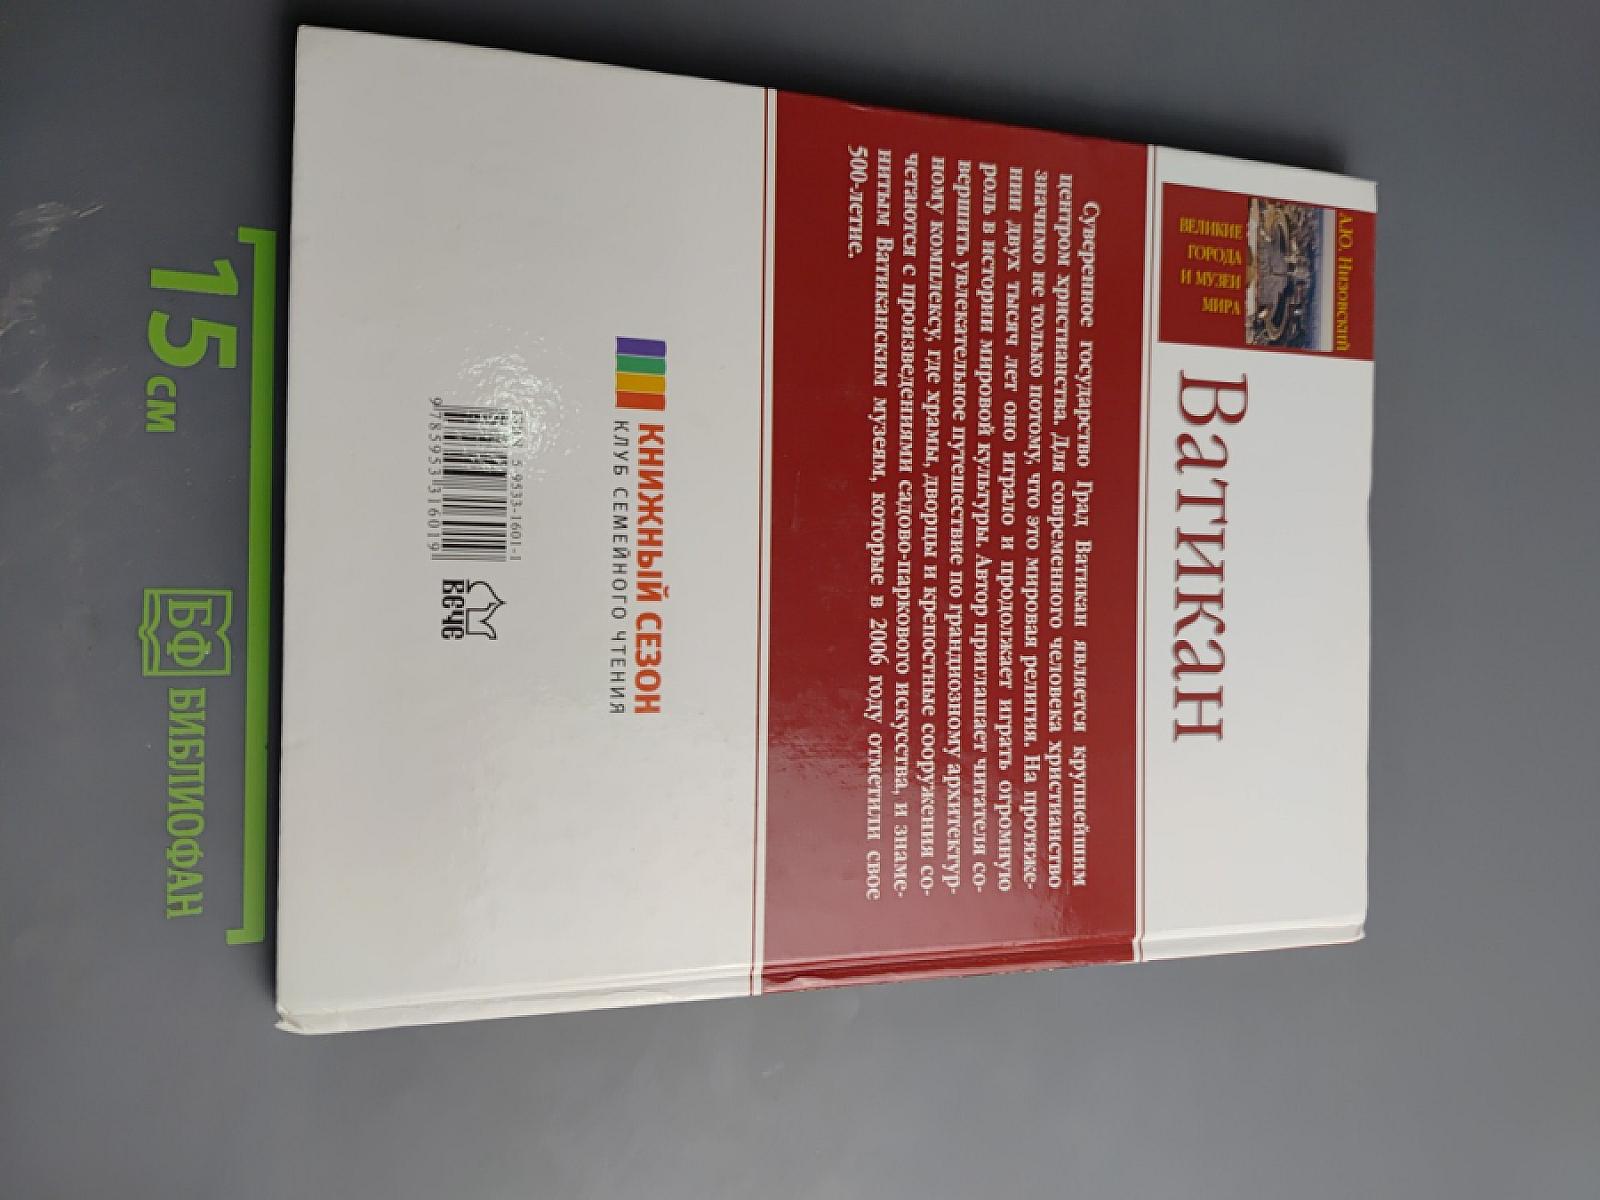 А.Ю. Низовский
ВЕЛИКИЕ
ГОРОДА
И МУЗЕИ
МИРА
Ватикан
Суверенное государство Град Ватикан является крупнейшим
центром христианства. Для современного человека христианство
значимо не только потому, что это мировая религия. На протяже-
нии двух тысяч лет оно играло и продолжает играть огромную
роль в истории мировой культуры. Автор приглашает читателя со-
вершить увлекательное путешествие по грандиозному архитектур-
ному комплексу, где храмы, дворцы и крепостные сооружения со-
четаются с произведениями садово-паркового искусства, и знаме-
нитым Ватиканским музеям, которые в 2006 году отметили свое
500-летие.
КНИЖНЫЙ СЕЗОН
КЛУБ СЕМЕЙНОГО ЧТЕНИЯ
ISBN 5-9533-1601-1
9 785953 316019
ВЕЧЕ
15 см
БФ БИБЛИОФАН